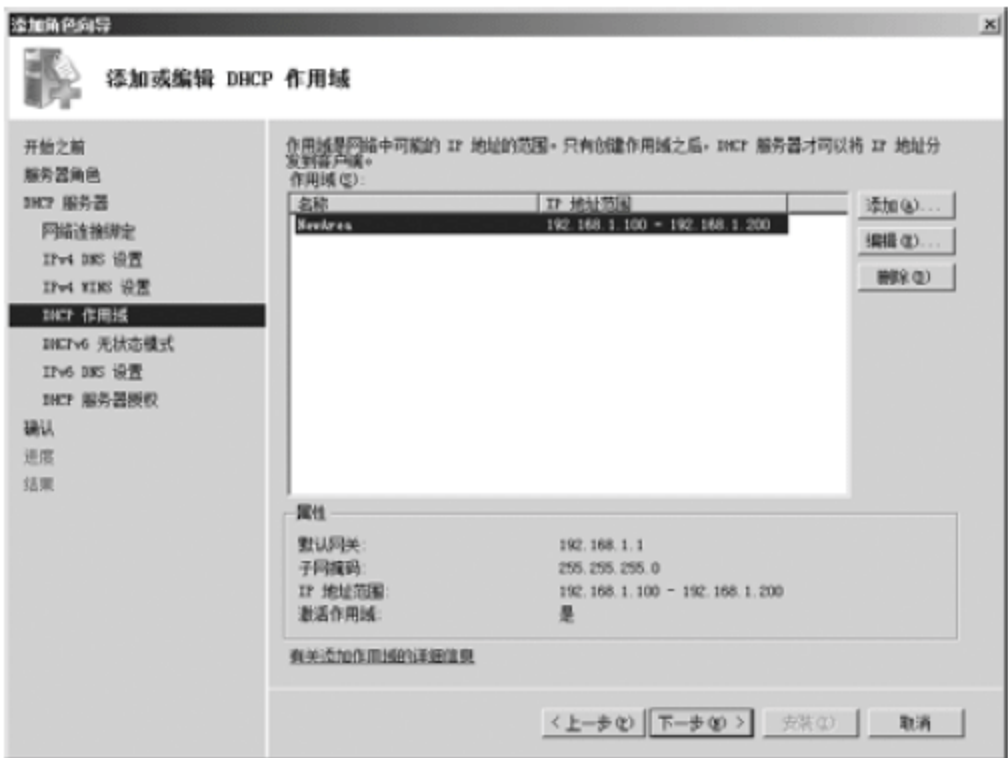 添加角色向导
添加或编辑 DHCP 作用域
开始之前
服务器角色
DHCP 服务器
网络连接绑定
IPv4 DNS 设置
IPv4 WINS 设置
DHCP 作用域
DHCPv6 无状态模式
IPv6 DNS 设置
DHCP 服务器授权
确认
进度
结果
作用域是网络中可能的 IP 地址的范围。只有创建作用域之后，DHCP 服务器才可以将 IP 地址分
发到客户端。
作用域(S):
名称 IP 地址范围
NewArea 192.168.1.100 - 192.168.1.200
添加(A)...
编辑(E)...
删除(D)
属性
默认网关: 192.168.1.1
子网掩码: 255.255.255.0
IP 地址范围: 192.168.1.100 - 192.168.1.200
激活作用域: 是
有关添加作用域的详细信息
< 上一步(P) 下一步(N) > 安装(I) 取消